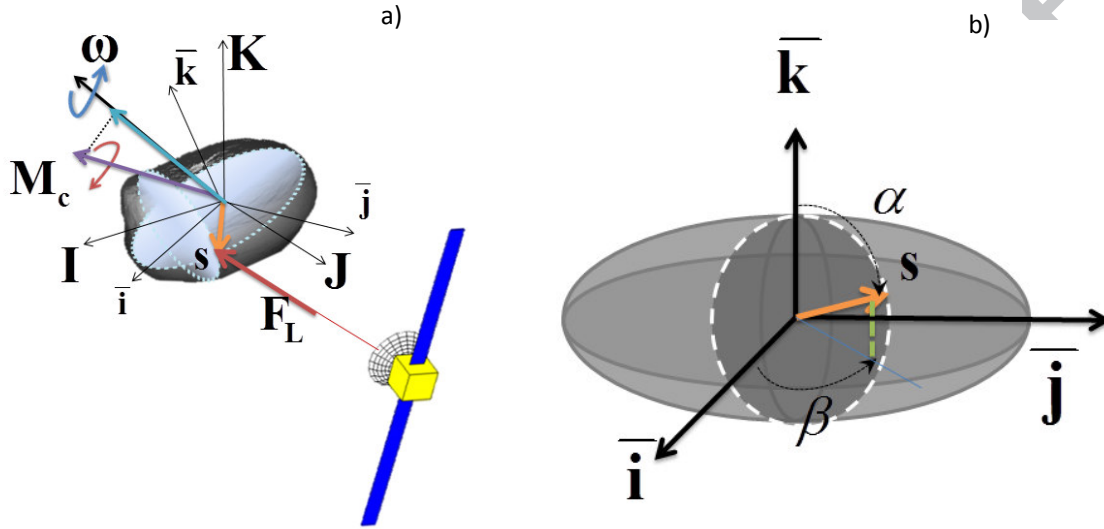 a)
ω
k̅
K
M_c
j̅
I
s
J
i̅
F_L
b)
k̅
α
s
j̅
β
i̅